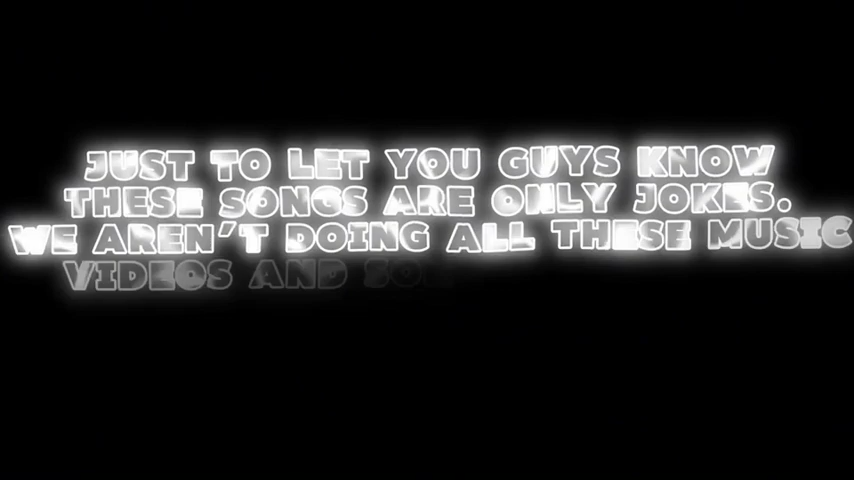 JUST TO LET YOU GUYS KNOW
THESE SONGS ARE ONLY JOKES.
WE AREN'T DOING ALL THESE MUSIC
VIDEOS AND